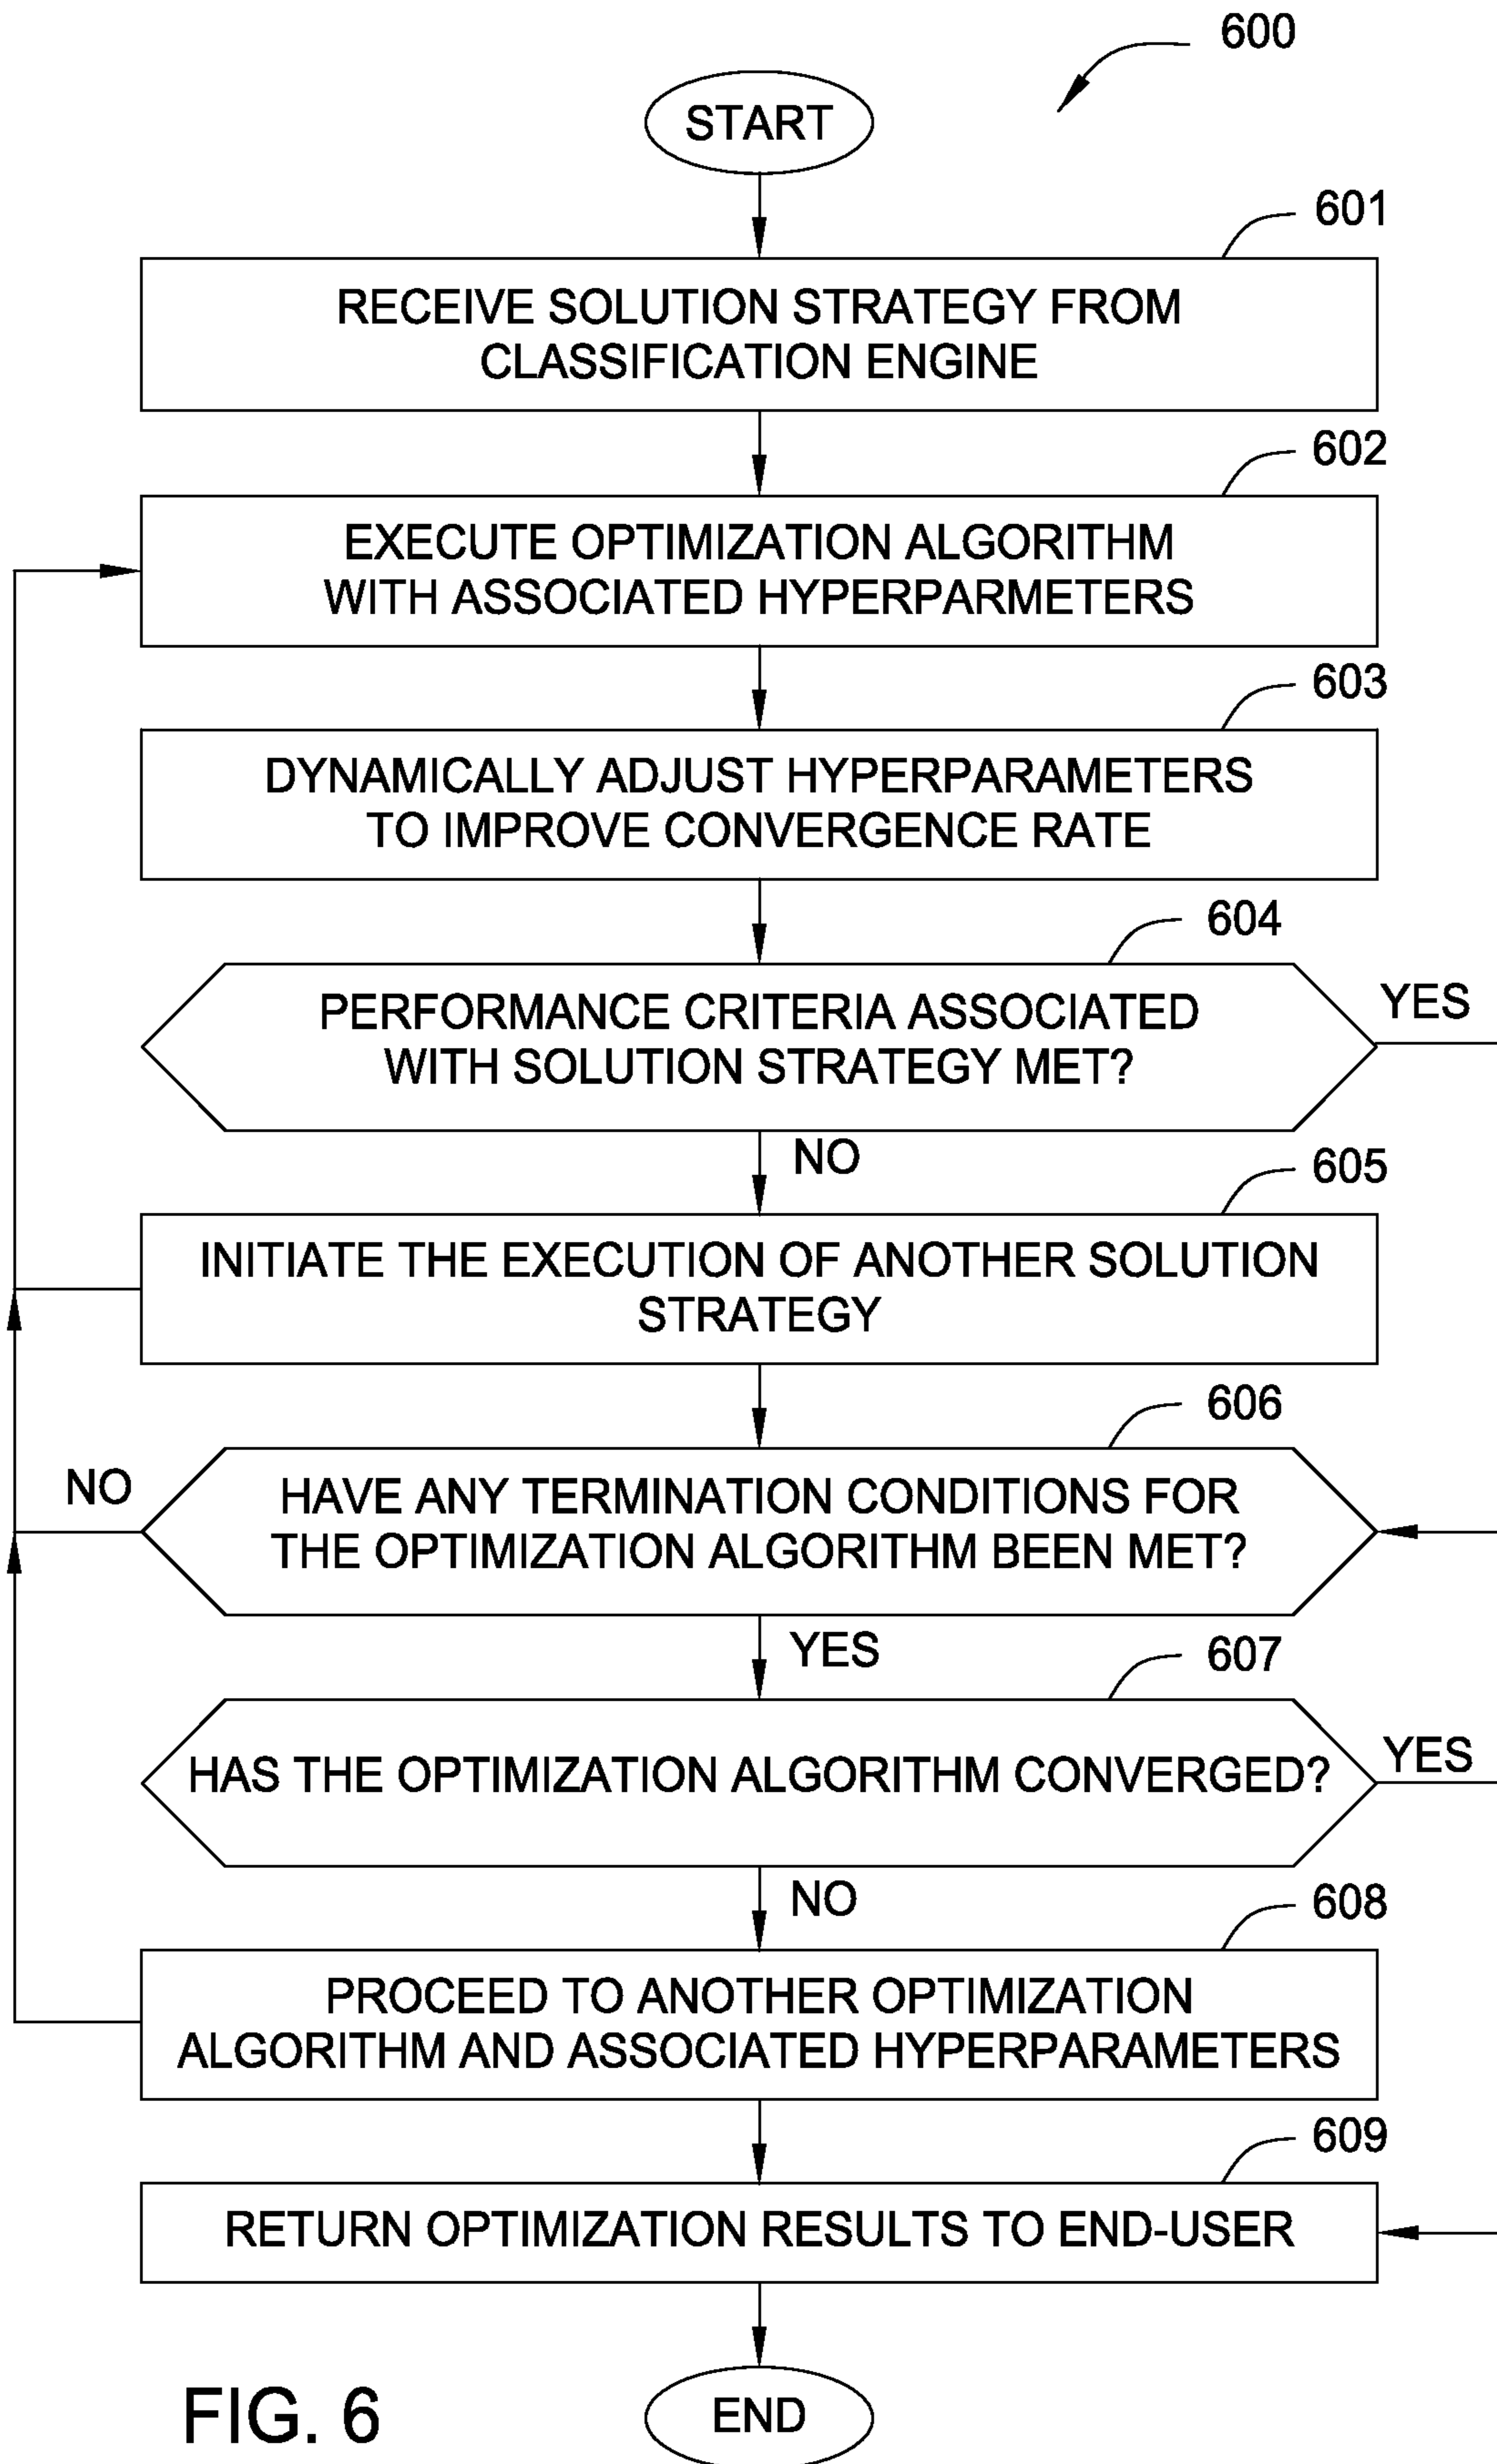 600
START
601
RECEIVE SOLUTION STRATEGY FROM
CLASSIFICATION ENGINE
602
EXECUTE OPTIMIZATION ALGORITHM
WITH ASSOCIATED HYPERPARMETERS
603
DYNAMICALLY ADJUST HYPERPARAMETERS
TO IMPROVE CONVERGENCE RATE
604
PERFORMANCE CRITERIA ASSOCIATED
WITH SOLUTION STRATEGY MET?
YES
NO
605
INITIATE THE EXECUTION OF ANOTHER SOLUTION
STRATEGY
606
NO
HAVE ANY TERMINATION CONDITIONS FOR
THE OPTIMIZATION ALGORITHM BEEN MET?
YES
607
HAS THE OPTIMIZATION ALGORITHM CONVERGED?
YES
NO
608
PROCEED TO ANOTHER OPTIMIZATION
ALGORITHM AND ASSOCIATED HYPERPARAMETERS
609
RETURN OPTIMIZATION RESULTS TO END-USER
END
FIG. 6